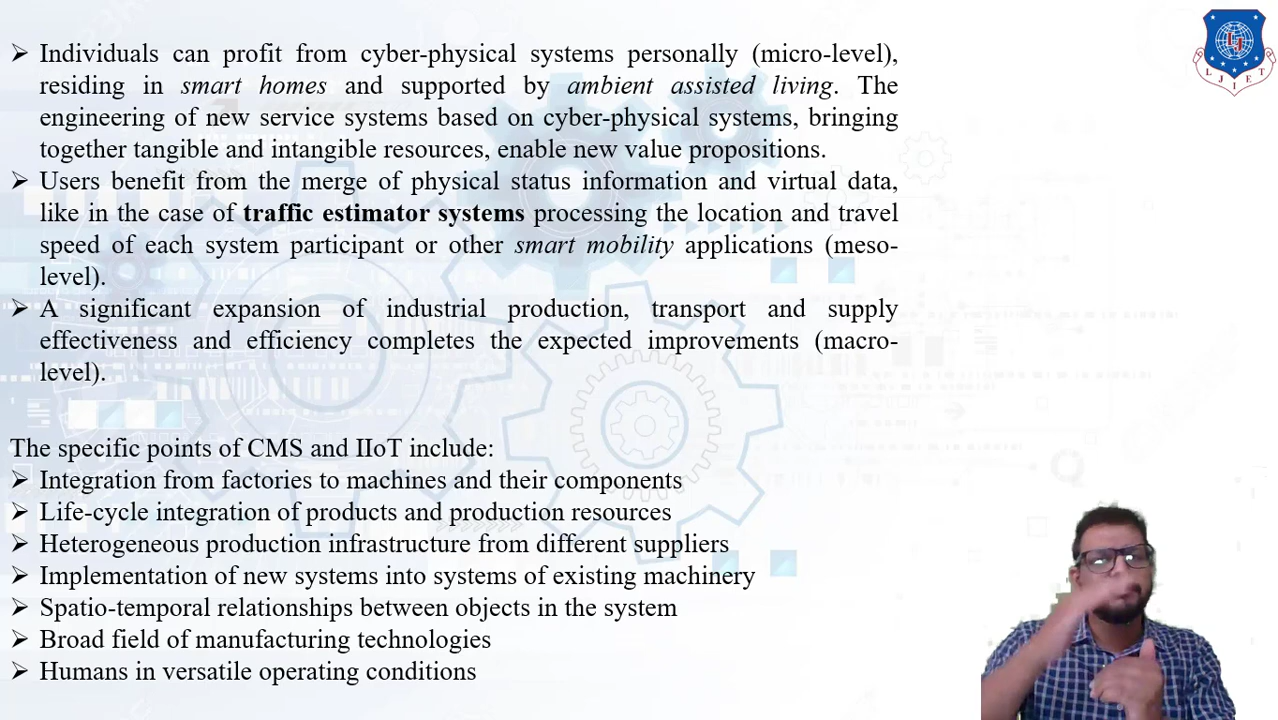 ➢ Individuals can profit from cyber-physical systems personally (micro-level),
residing in smart homes and supported by ambient assisted living. The
engineering of new service systems based on cyber-physical systems, bringing
together tangible and intangible resources, enable new value propositions.
➢ Users benefit from the merge of physical status information and virtual data,
like in the case of traffic estimator systems processing the location and travel
speed of each system participant or other smart mobility applications (meso-
level).
➢ A significant expansion of industrial production, transport and supply
effectiveness and efficiency completes the expected improvements (macro-
level).
The specific points of CMS and IIoT include:
➢ Integration from factories to machines and their components
➢ Life-cycle integration of products and production resources
➢ Heterogeneous production infrastructure from different suppliers
➢ Implementation of new systems into systems of existing machinery
➢ Spatio-temporal relationships between objects in the system
➢ Broad field of manufacturing technologies
➢ Humans in versatile operating conditions
LJ
LJIET